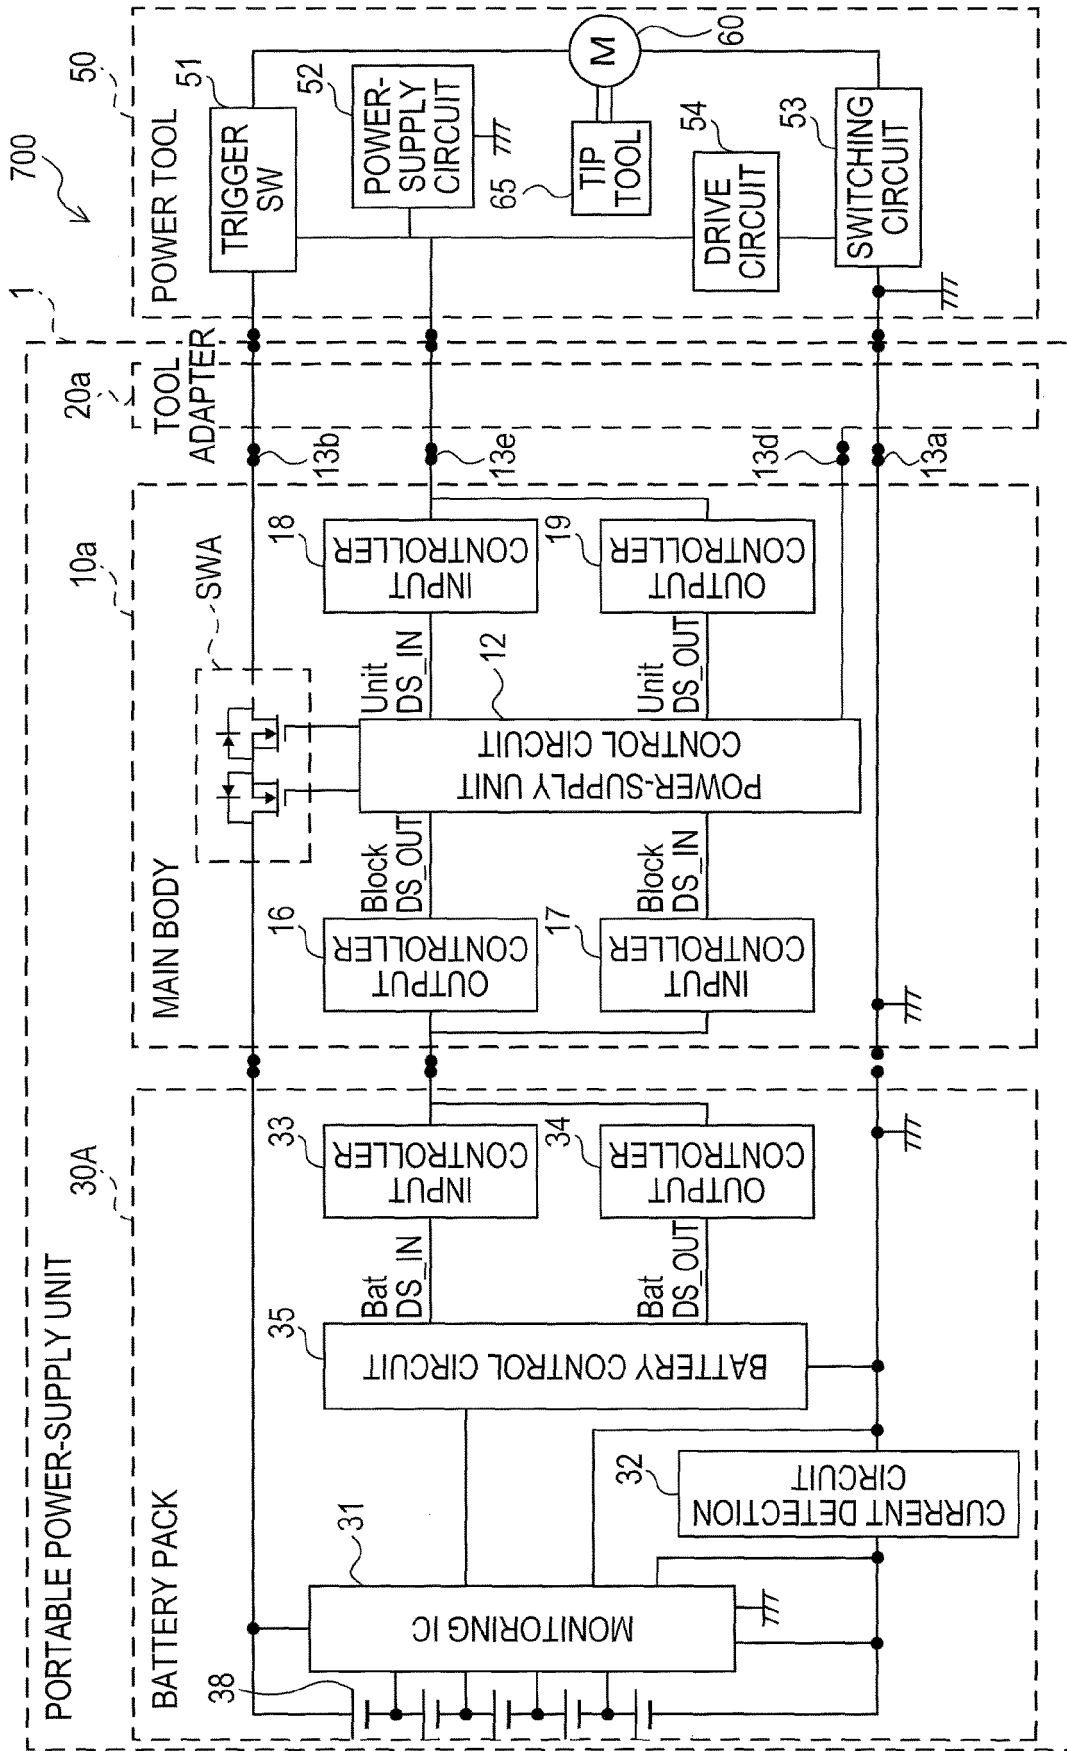 700
1
PORTABLE POWER-SUPPLY UNIT
30A
BATTERY PACK
38
MONITORING IC
31
CURRENT DETECTION
CIRCUIT
32
BATTERY CONTROL CIRCUIT
35
Bat
DS_IN
Bat
DS_OUT
INPUT
CONTROLLER
33
OUTPUT
CONTROLLER
34
10a
MAIN BODY
OUTPUT
CONTROLLER
16
INPUT
CONTROLLER
17
Block
DS_OUT
Block
DS_IN
SWA
POWER-SUPPLY UNIT
CONTROL CIRCUIT
12
Unit
DS_IN
Unit
DS_OUT
INPUT
CONTROLLER
18
OUTPUT
CONTROLLER
19
13b
13e
13d
13a
20a
TOOL
ADAPTER
50
POWER TOOL
TRIGGER
SW
51
POWER-
SUPPLY
CIRCUIT
52
M
60
TIP
TOOL
65
DRIVE
CIRCUIT
54
SWITCHING
CIRCUIT
53